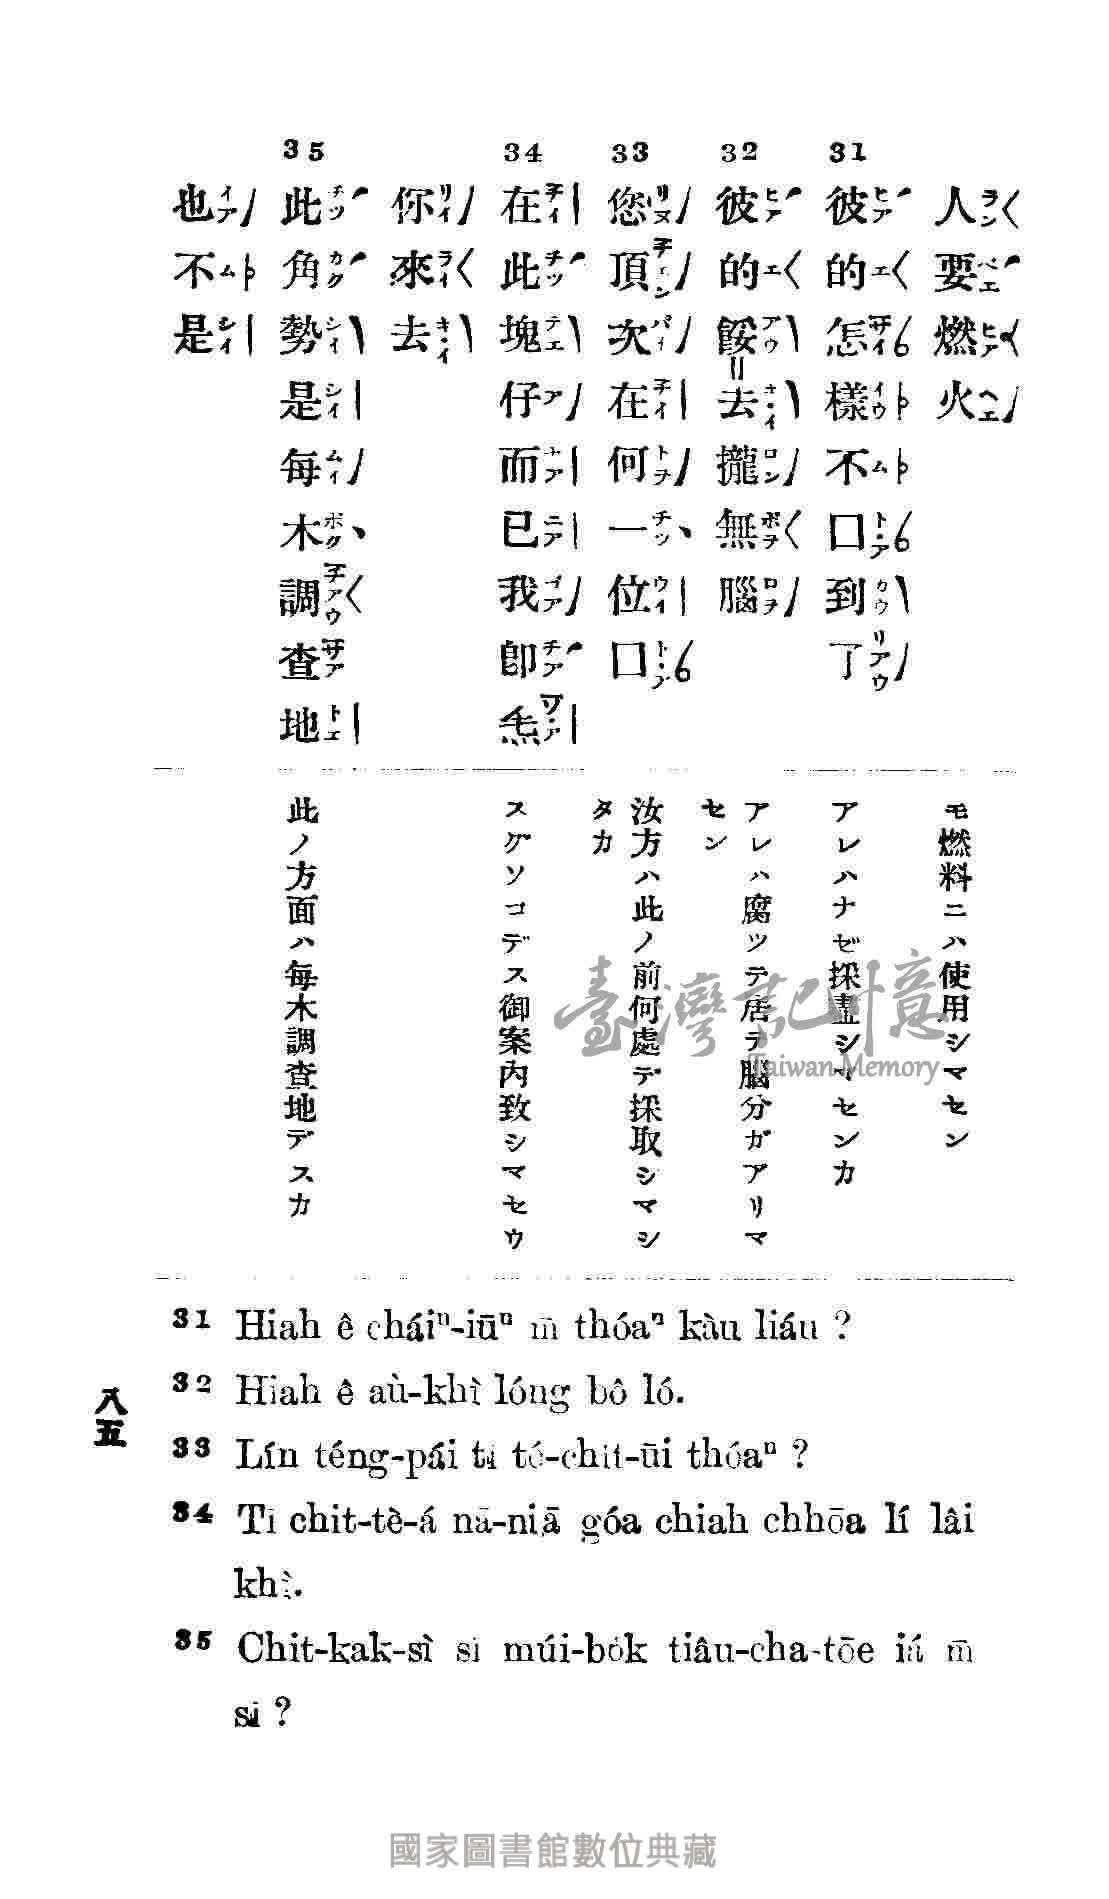 人要燃火
31
彼的怎樣不口到了
32
彼的餒去攏無腦
33
您頂次在何一位口
34
在此塊仔而已我卽𤆬
你來去
35
此角勢是每木調查地
也不是
モ燃料ニハ使用シマセン
アレハナゼ採盡シマセンカ
アレハ腐ツテ居テ腦分ガアリマ
セン
汝方ハ此ノ前何處デ採取シマシ
タカ
スグソコデス御案內致シマセウ
此ノ方面ハ每木調查地デスカ
31 Hiah ê cháiⁿ-iūⁿ m̄ thóaⁿ kàu liáu ?
32 Hiah ê aù-khì lóng bô ló.
33 Lín téng-pái tī tó-chit-ūi thóaⁿ ?
34 Tī chit-tè-á nā-niā góa chiah chhōa lí lâi
khì.
35 Chit-kak-sì sī múi-bo̍k tiâu-cha-tōe iá m̄
sī ?
八五
臺灣記憶
Taiwan Memory
國家圖書館數位典藏